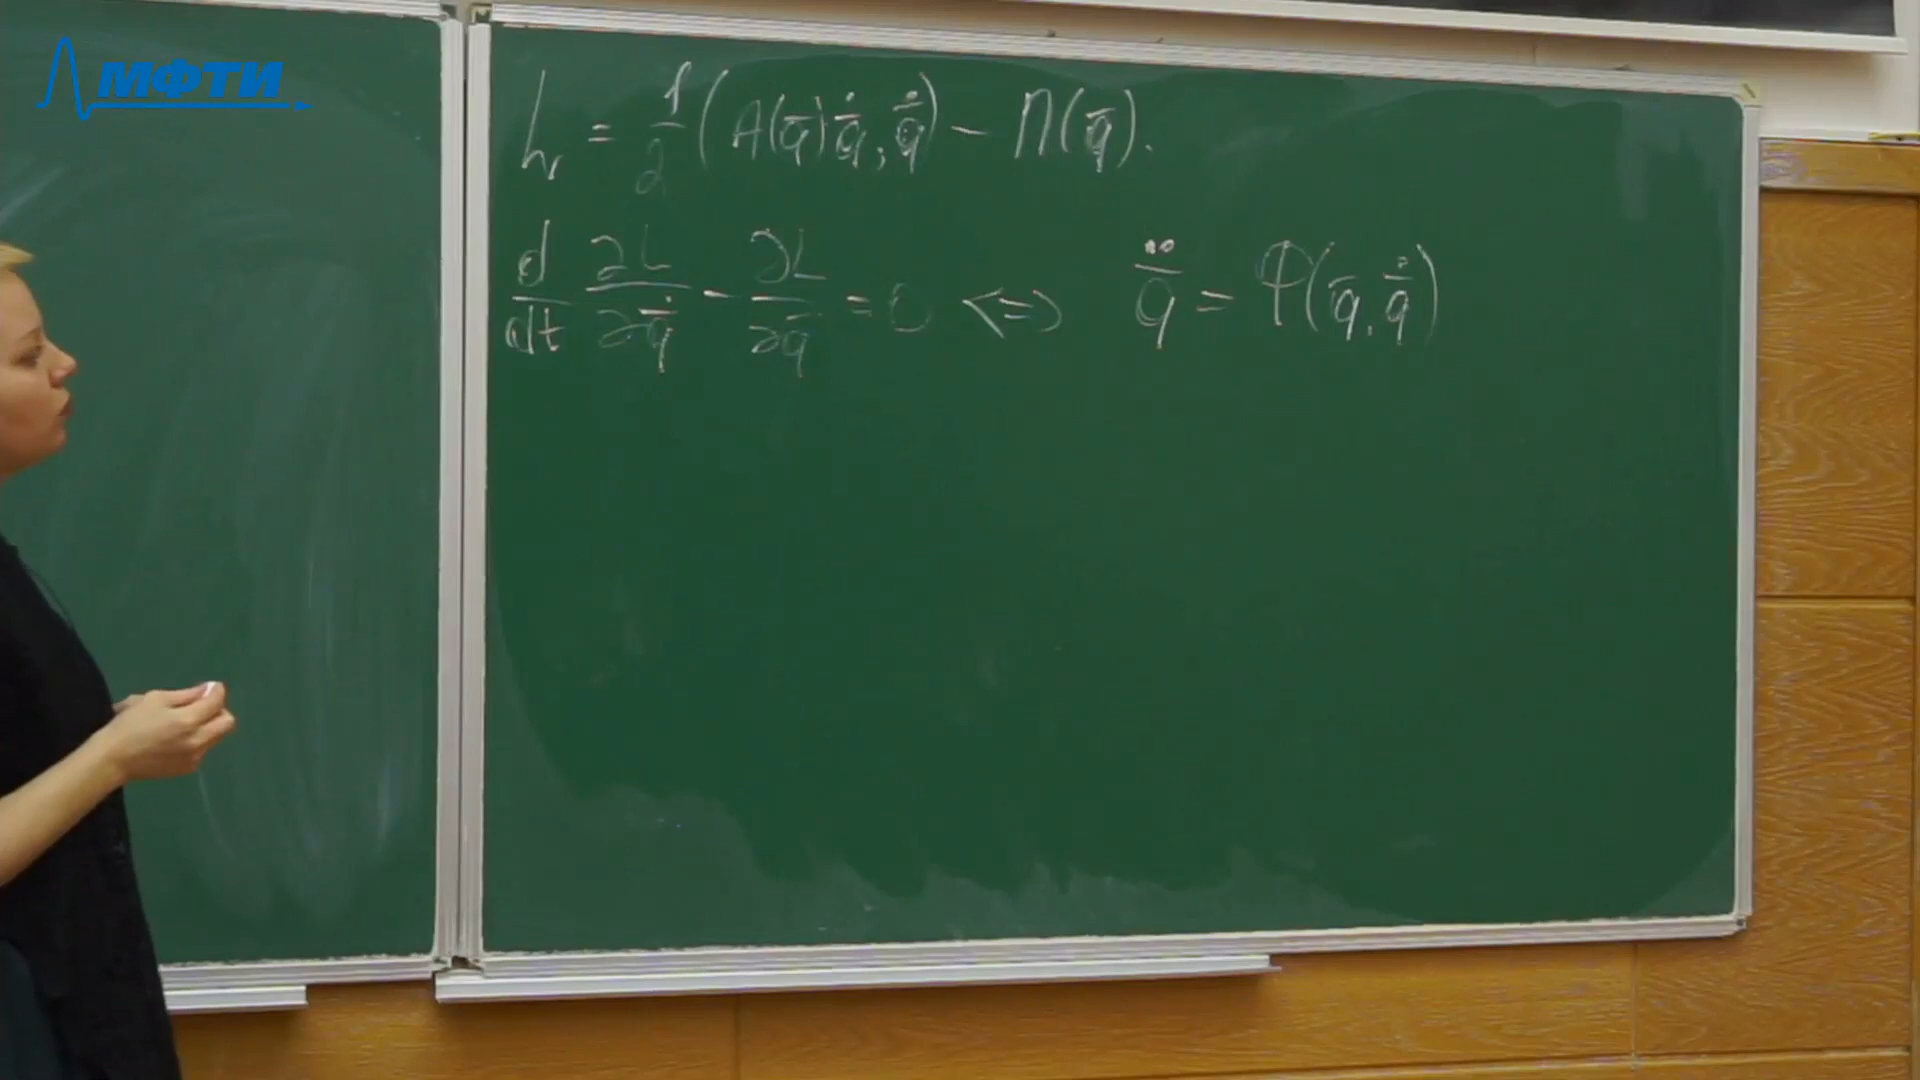 МФТИ
L = 1/2 (A(q̄) q̄̇, q̄̇) − Π(q̄).
d/dt ∂L/∂q̄̇ − ∂L/∂q̄ = 0 <=> q̄̈ = φ(q̄, q̄̇)